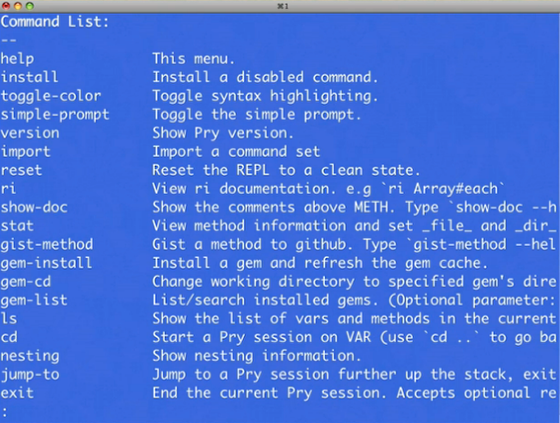 ⌘1
Command List:
--
help This menu.
install Install a disabled command.
toggle-color Toggle syntax highlighting.
simple-prompt Toggle the simple prompt.
version Show Pry version.
import Import a command set
reset Reset the REPL to a clean state.
ri View ri documentation. e.g `ri Array#each`
show-doc Show the comments above METH. Type `show-doc --h
stat View method information and set _file_ and _dir_
gist-method Gist a method to github. Type `gist-method --hel
gem-install Install a gem and refresh the gem cache.
gem-cd Change working directory to specified gem's dire
gem-list List/search installed gems. (Optional parameter:
ls Show the list of vars and methods in the current
cd Start a Pry session on VAR (use `cd ..` to go ba
nesting Show nesting information.
jump-to Jump to a Pry session further up the stack, exit
exit End the current Pry session. Accepts optional re
: